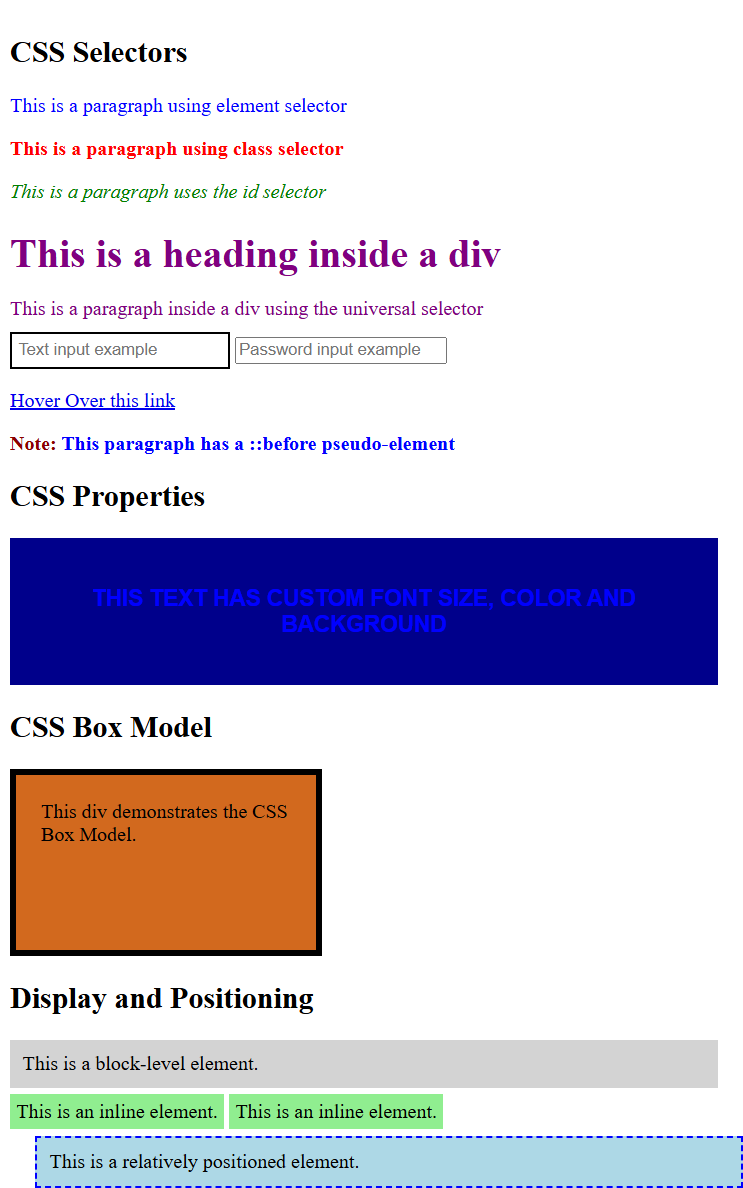 CSS Selectors
This is a paragraph using element selector
This is a paragraph using class selector
This is a paragraph uses the id selector
This is a heading inside a div
This is a paragraph inside a div using the universal selector
Text input example Password input example
Hover Over this link
Note: This paragraph has a ::before pseudo-element
CSS Properties
THIS TEXT HAS CUSTOM FONT SIZE, COLOR AND
BACKGROUND
CSS Box Model
This div demonstrates the CSS
Box Model.
Display and Positioning
This is a block-level element.
This is an inline element. This is an inline element.
This is a relatively positioned element.